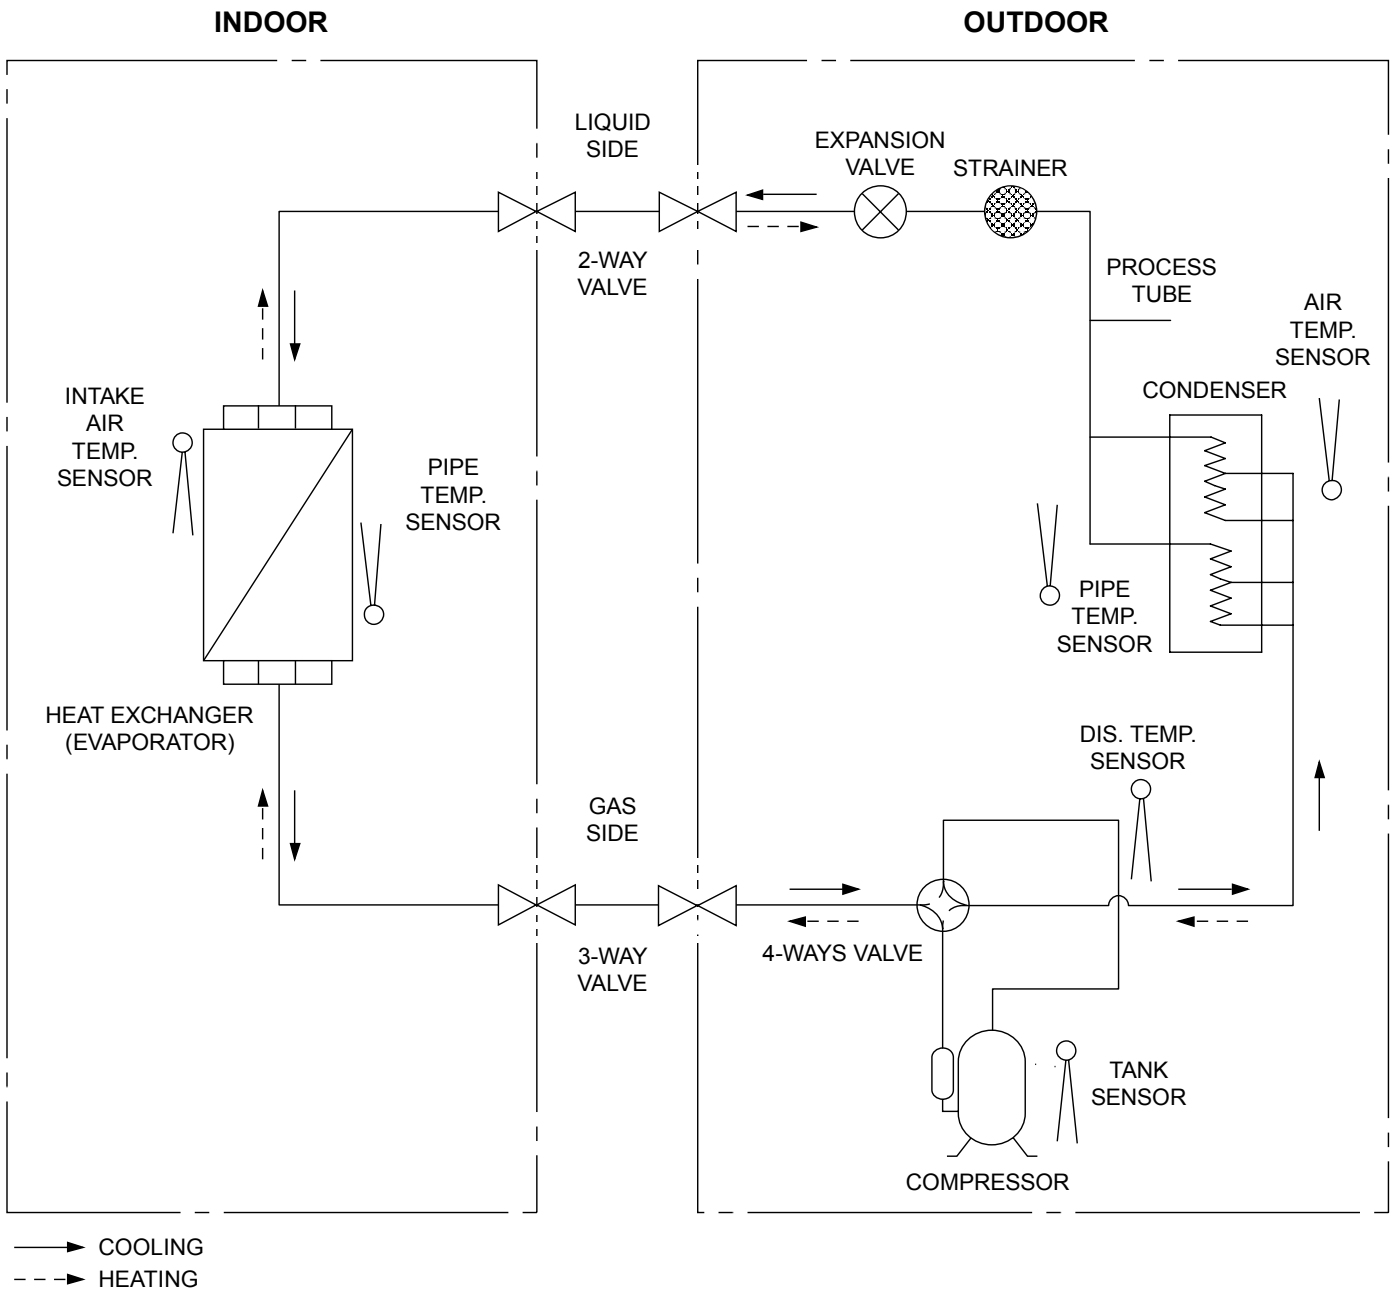 INDOOR
OUTDOOR
LIQUID
SIDE
EXPANSION
VALVE
STRAINER
2-WAY
VALVE
PROCESS
TUBE
AIR
TEMP.
SENSOR
CONDENSER
INTAKE
AIR
TEMP.
SENSOR
PIPE
TEMP.
SENSOR
PIPE
TEMP.
SENSOR
HEAT EXCHANGER
(EVAPORATOR)
DIS. TEMP.
SENSOR
GAS
SIDE
3-WAY
VALVE
4-WAYS VALVE
TANK
SENSOR
COMPRESSOR
COOLING
HEATING